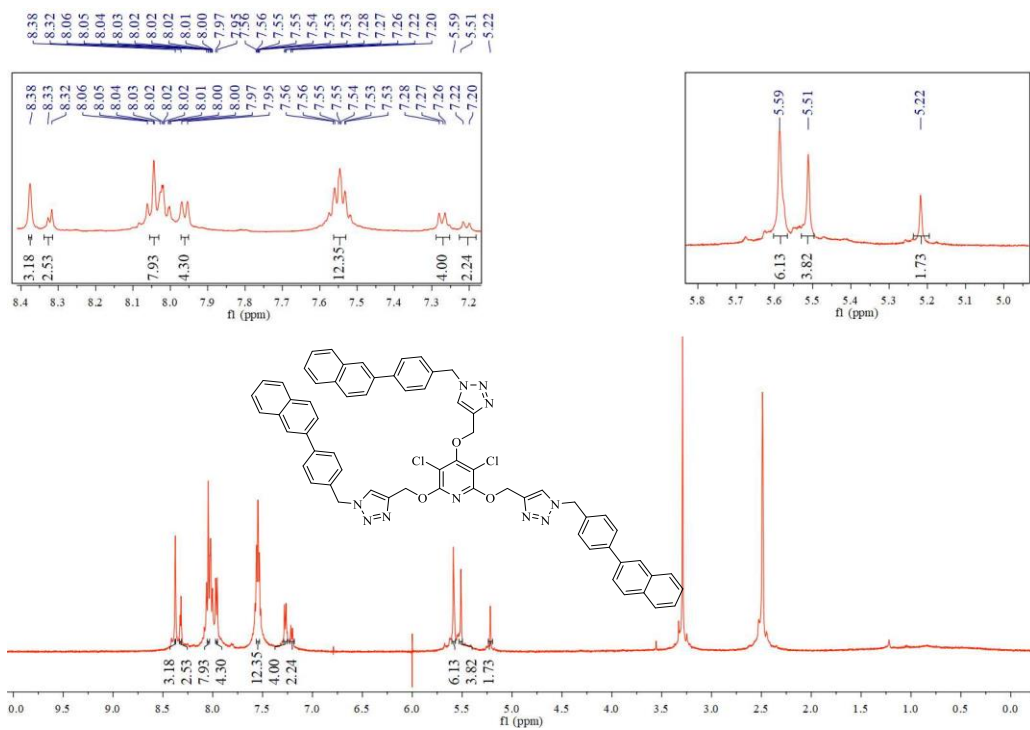 8.38 8.32 8.06 8.05 8.04 8.03 8.02 8.02 8.02 8.01 8.00 7.97 7.95 7.56 7.56 7.55 7.55 7.54 7.53 7.53 7.28 7.27 7.26 7.22 7.20 5.59 5.51 5.22
8.38 8.33 8.32 8.06 8.05 8.04 8.03 8.02 8.02 8.02 8.01 8.00 8.00 7.97 7.95 7.56 7.56 7.55 7.55 7.54 7.53 7.53 7.28 7.27 7.26 7.22 7.20
3.18 2.53 7.93 4.30 12.35 4.00 2.24
8.4 8.3 8.2 8.1 8.0 7.9 7.8 7.7 7.6 7.5 7.4 7.3 7.2
f1 (ppm)
5.59 5.51 5.22
6.13 3.82 1.73
5.8 5.7 5.6 5.5 5.4 5.3 5.2 5.1 5.0
f1 (ppm)
N N
N
O
Cl Cl
N O N O N
N N N N
3.18 2.53 7.93 4.30 12.35 4.00 2.24 6.13 3.82 1.73
0.0 9.5 9.0 8.5 8.0 7.5 7.0 6.5 6.0 5.5 5.0 4.5 4.0 3.5 3.0 2.5 2.0 1.5 1.0 0.5 0.0
f1 (ppm)